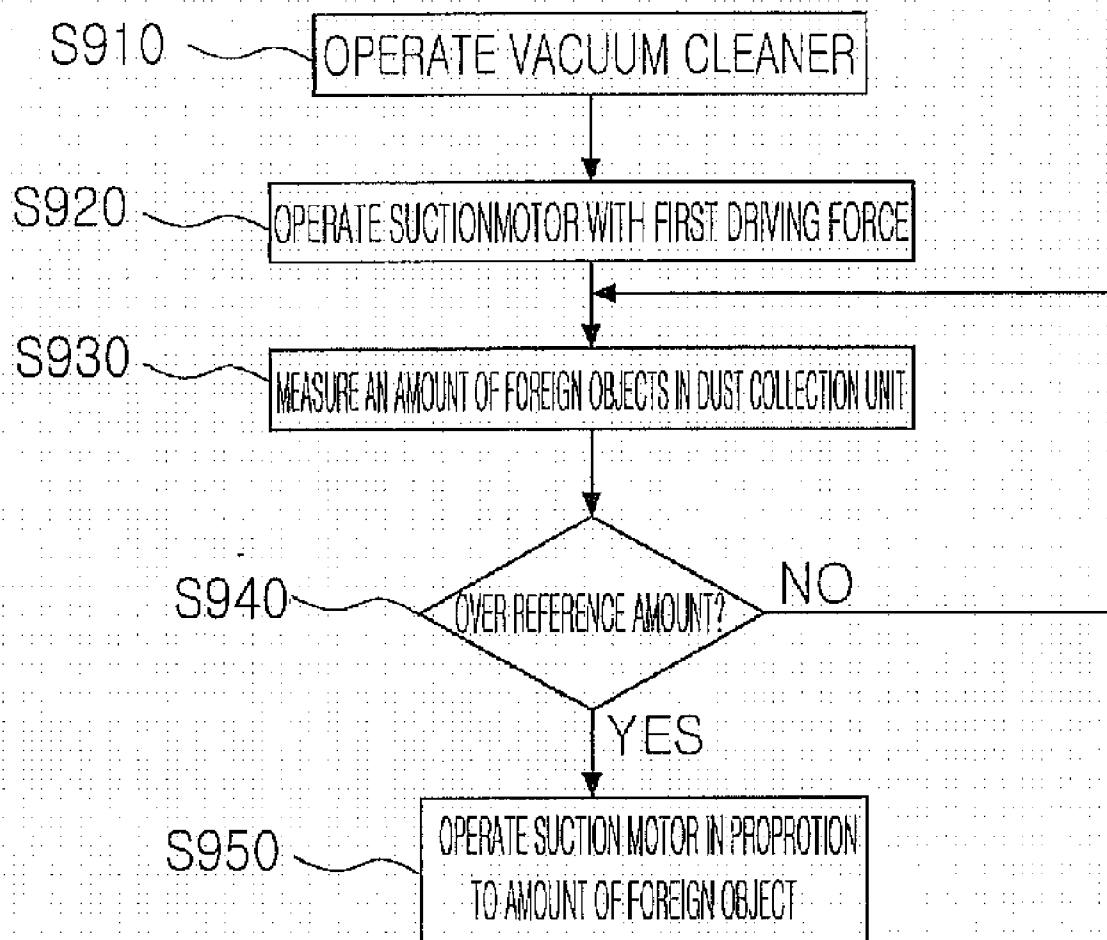 S910
OPERATE VACUUM CLEANER
S920
OPERATE SUCTIONMOTOR WITH FIRST DRIVING FORCE
S930
MEASURE AN AMOUNT OF FOREIGN OBJECTS IN DUST COLLECTION UNIT
S940
OVER REFERENCE AMOUNT?
NO
YES
S950
OPERATE SUCTION MOTOR IN PROPROTION
TO AMOUNT OF FOREIGN OBJECT